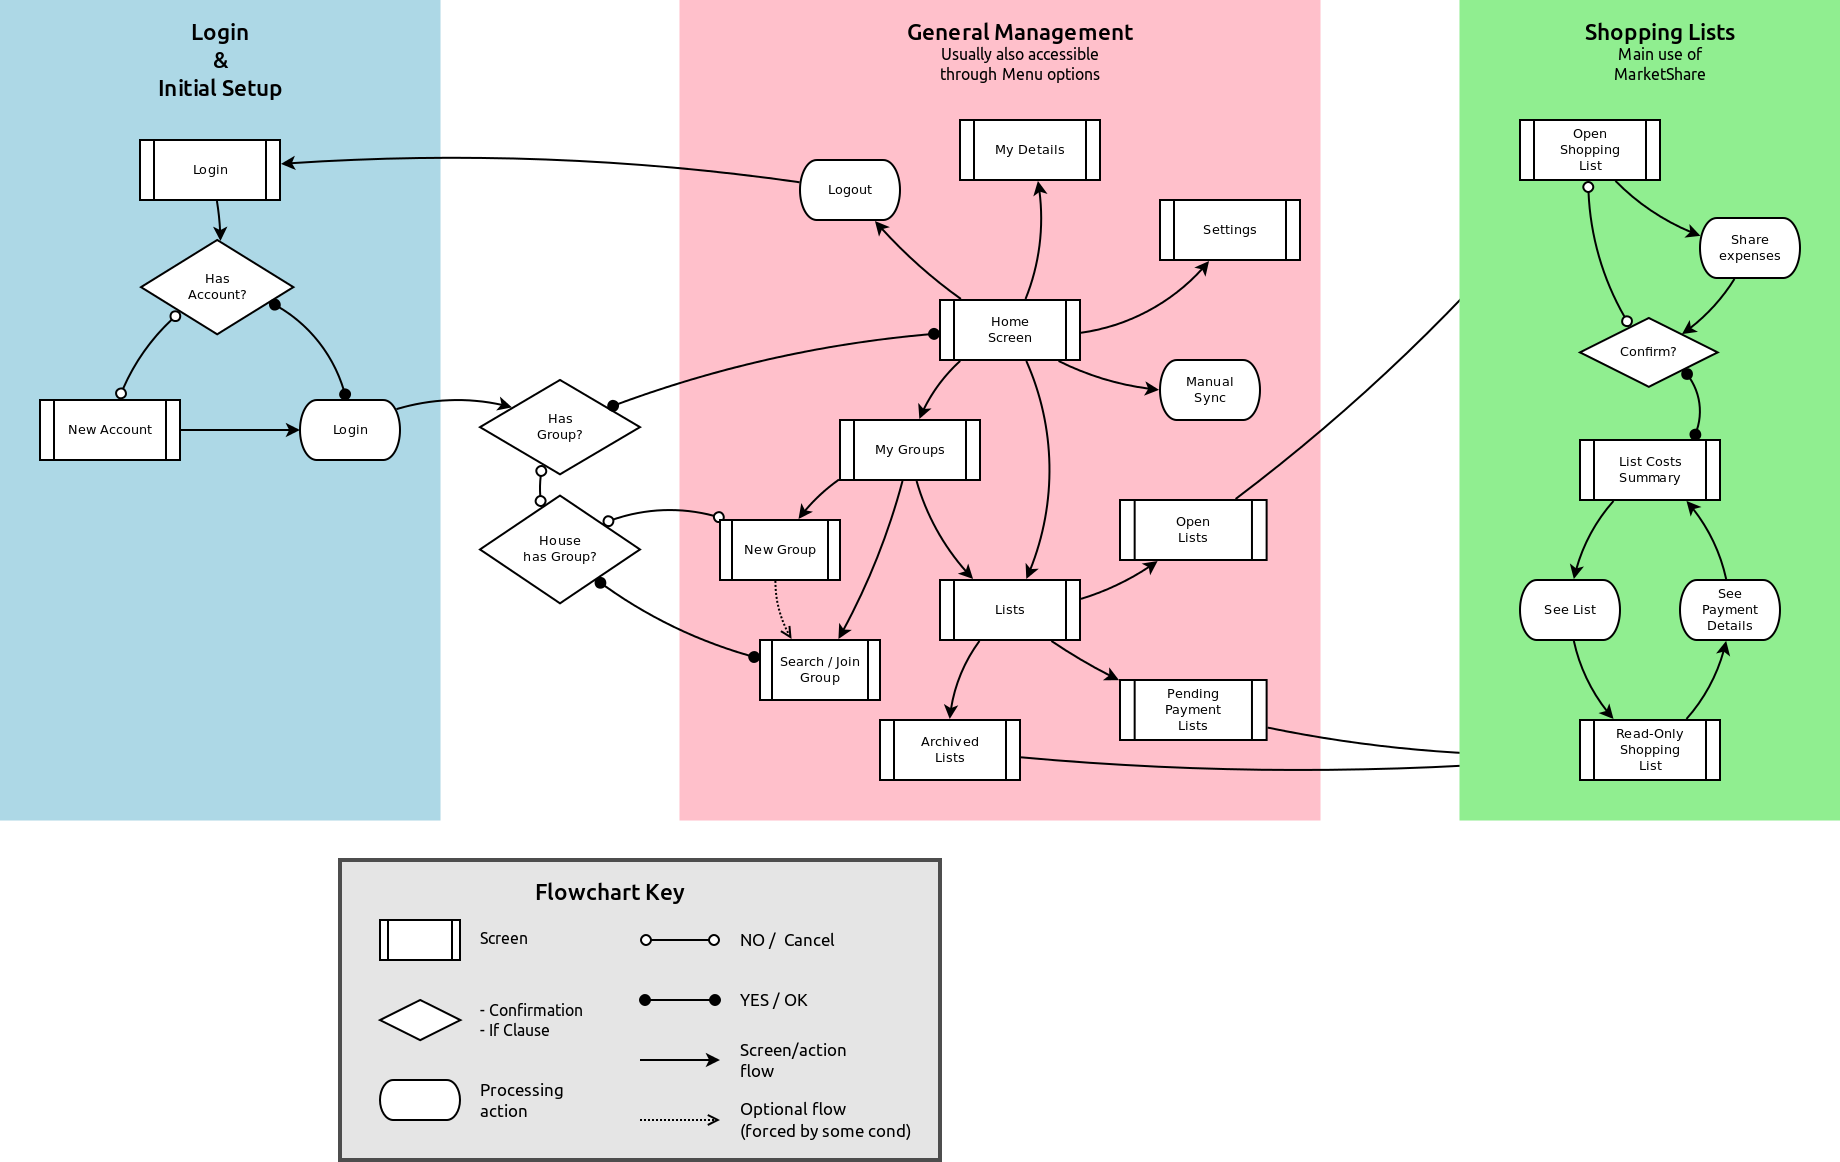 Login
&
Initial Setup
Login
Has
Account?
New Account
Login
Has
Group?
House
has Group?
General Management
Usually also accessible
through Menu options
My Details
Logout
Settings
Home
Screen
Manual
Sync
My Groups
New Group
Open
Lists
Lists
Search / Join
Group
Pending
Payment
Lists
Archived
Lists
Shopping Lists
Main use of
MarketShare
Open
Shopping
List
Share
expenses
Confirm?
List Costs
Summary
See List
See
Payment
Details
Read-Only
Shopping
List
Flowchart Key
Screen
- Confirmation
- If Clause
Processing
action
NO / Cancel
YES / OK
Screen/action
flow
Optional flow
(forced by some cond)